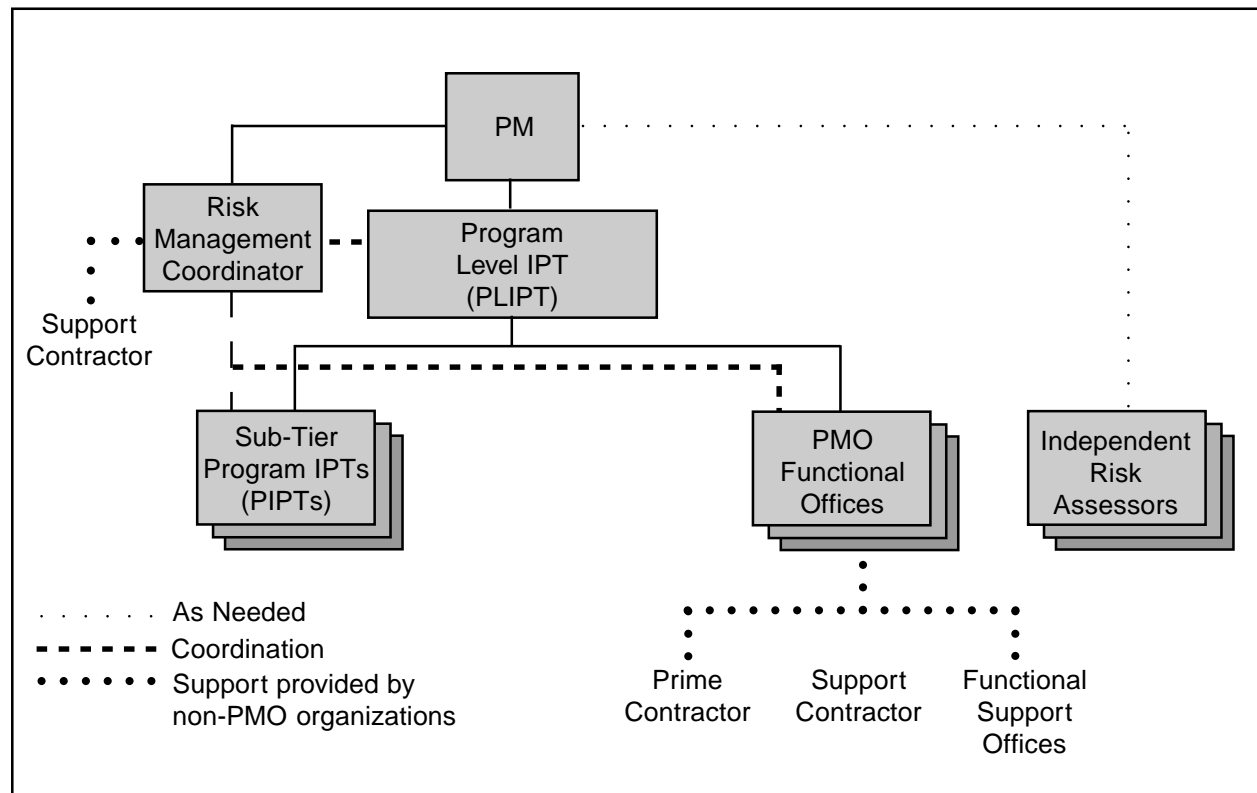 PM
Risk
Management
Coordinator
Program
Level IPT
(PLIPT)
Support
Contractor
Sub-Tier
Program IPTs
(PIPTs)
PMO
Functional
Offices
Independent
Risk
Assessors
As Needed
Coordination
Support provided by
non-PMO organizations
Prime
Contractor
Support
Contractor
Functional
Support
Offices